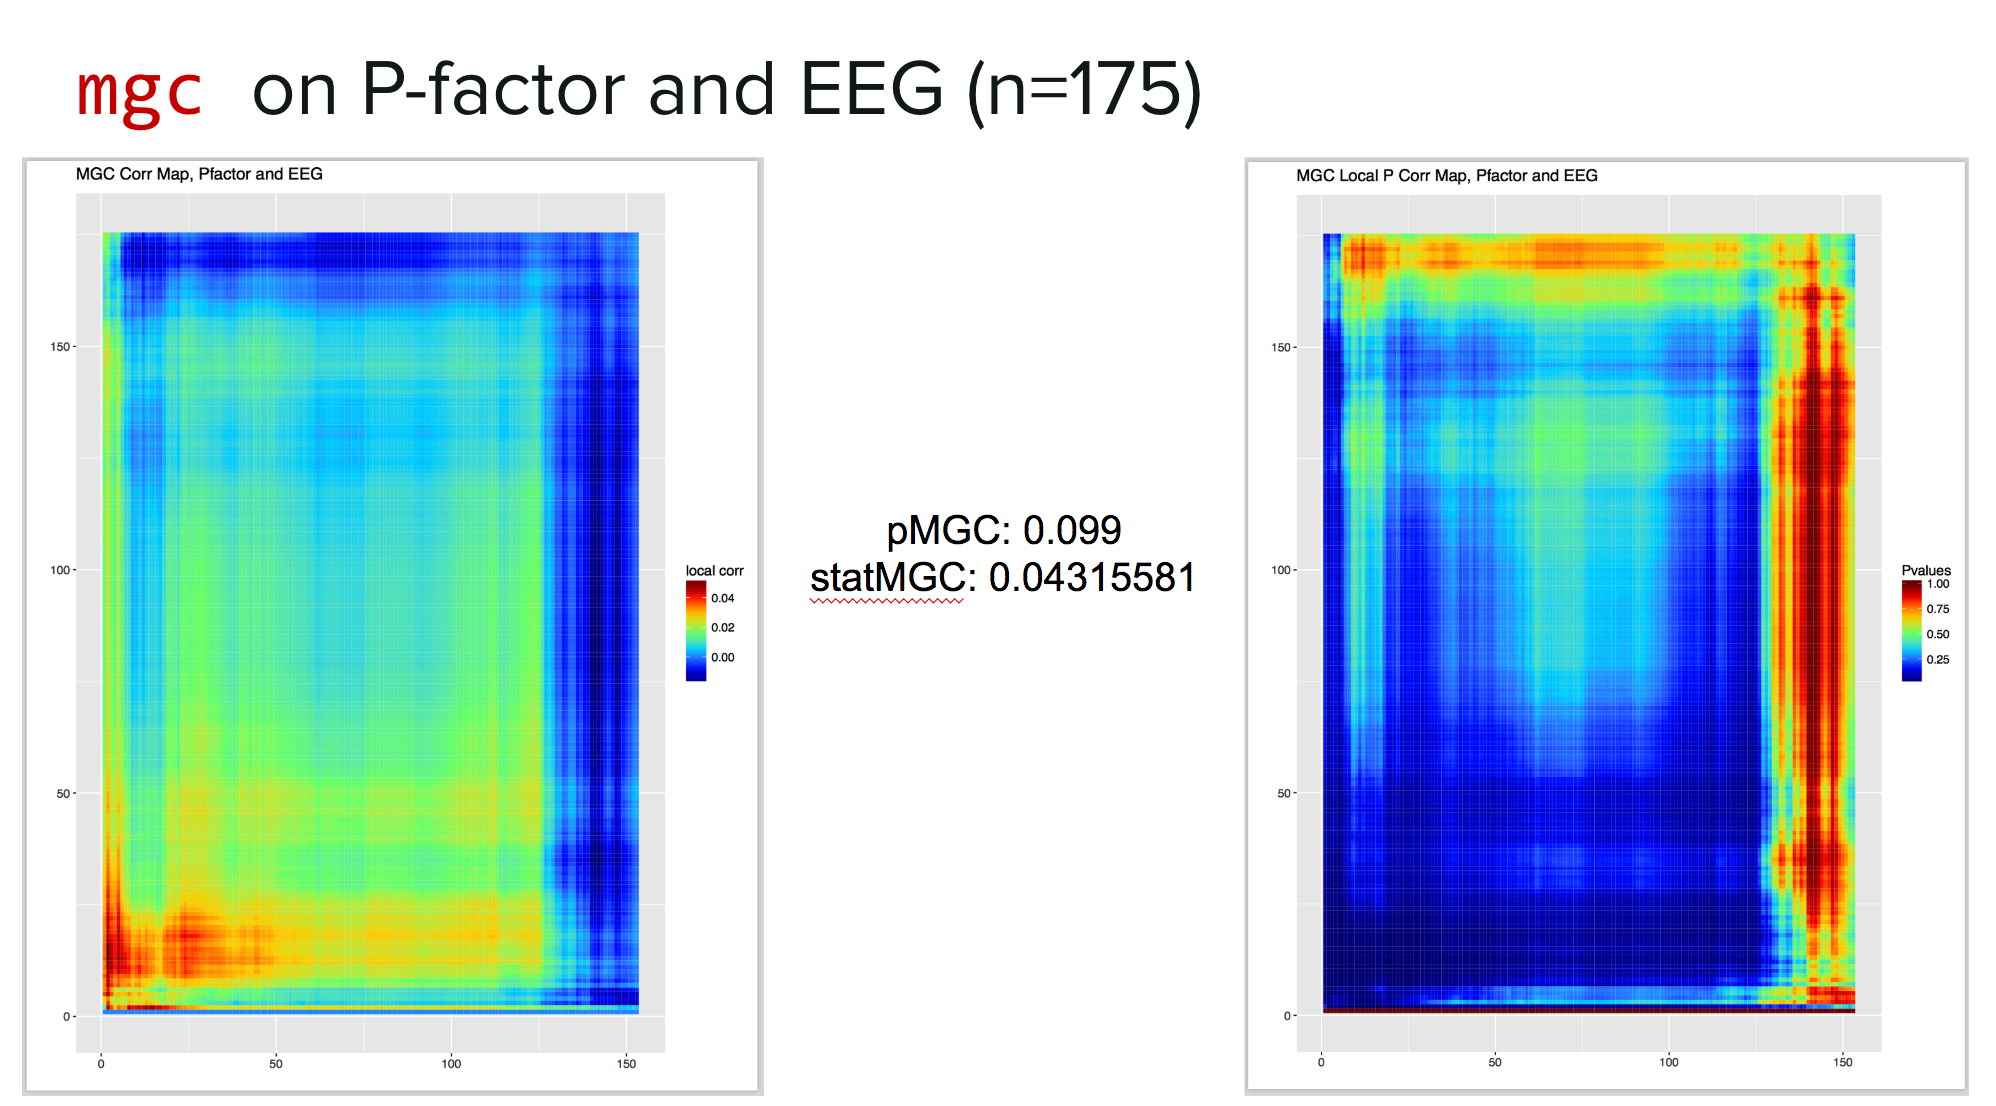 mgc on P-factor and EEG (n=175)
MGC Corr Map, Pfactor and EEG
150
100
50
0
0 50 100 150
local corr
0.04
0.02
0.00
pMGC: 0.099
statMGC: 0.04315581
MGC Local P Corr Map, Pfactor and EEG
150
100
50
0
0 50 100 150
Pvalues
1.00
0.75
0.50
0.25